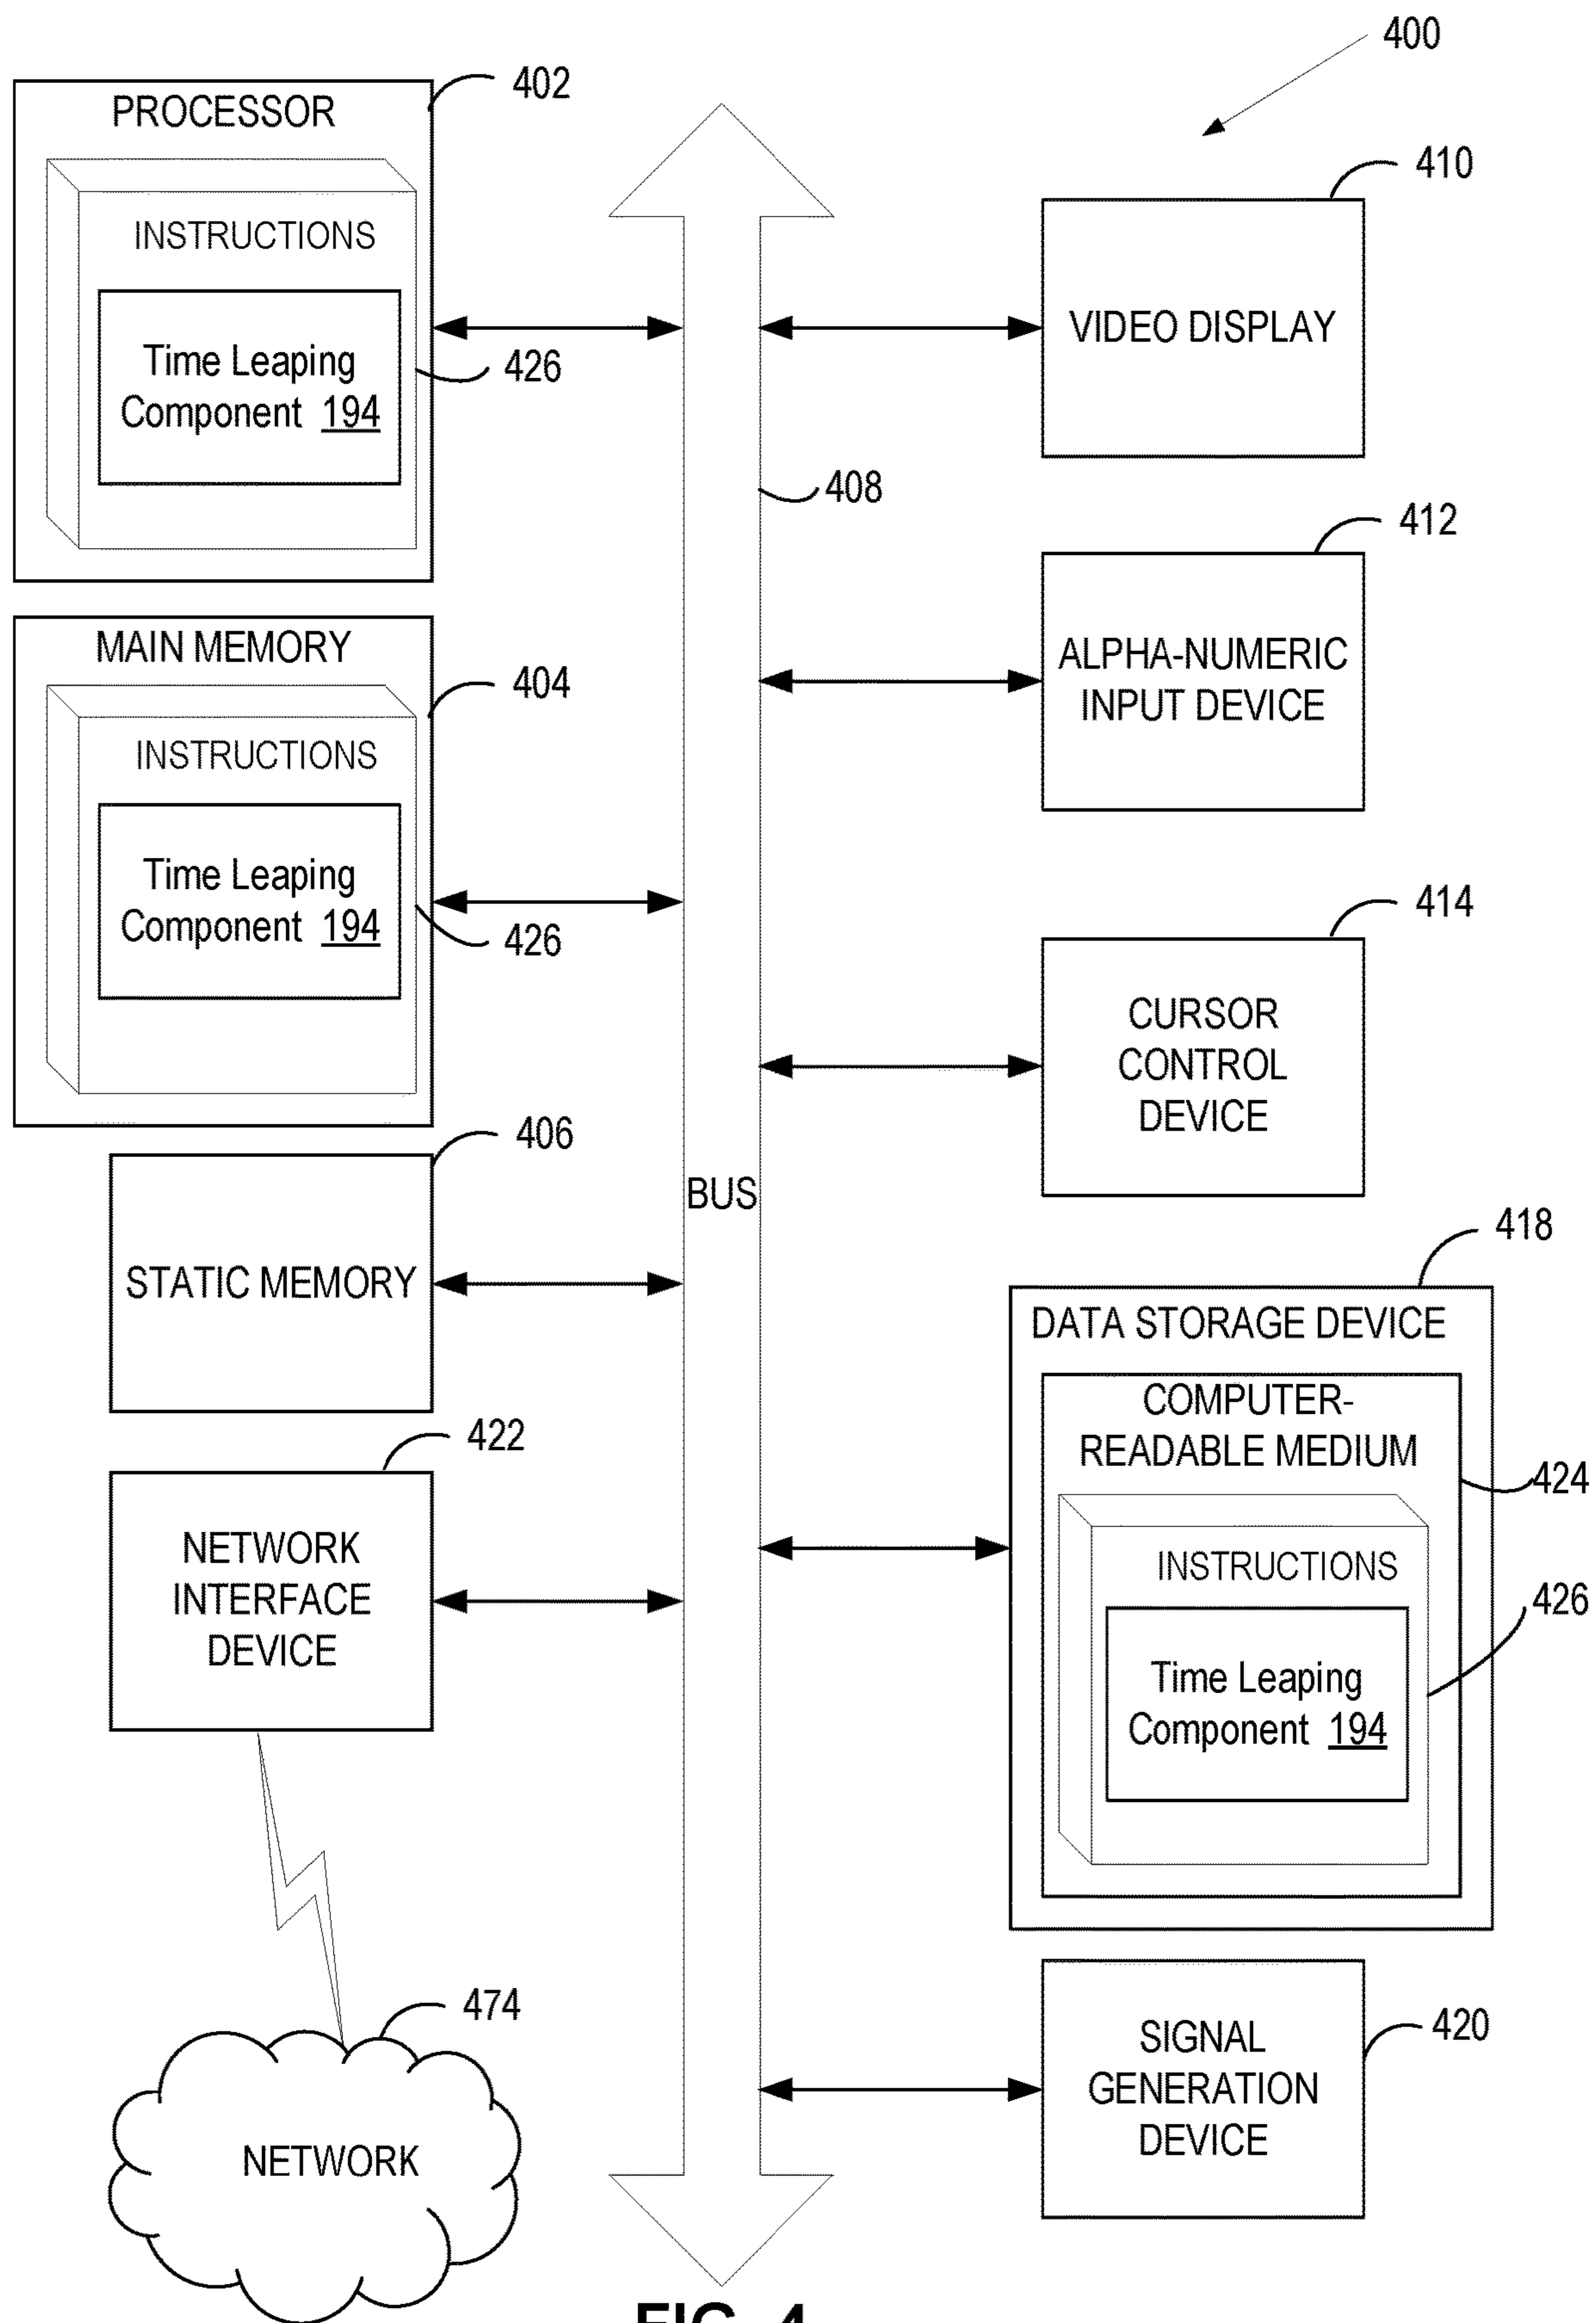 400
402
PROCESSOR
INSTRUCTIONS
Time Leaping
Component 194
426
MAIN MEMORY
404
INSTRUCTIONS
Time Leaping
Component 194
426
406
STATIC MEMORY
422
NETWORK
INTERFACE
DEVICE
474
NETWORK
408
BUS
410
VIDEO DISPLAY
412
ALPHA-NUMERIC
INPUT DEVICE
414
CURSOR
CONTROL
DEVICE
418
DATA STORAGE DEVICE
COMPUTER-
READABLE MEDIUM
424
INSTRUCTIONS
426
Time Leaping
Component 194
SIGNAL
GENERATION
DEVICE
420
FIG. 4